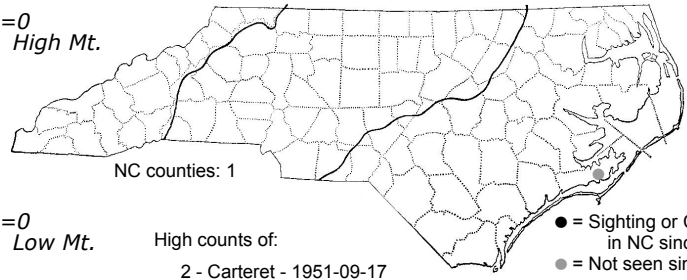 =0
High Mt.
NC counties: 1
=0
Low Mt.
High counts of:
2 - Carteret - 1951-09-17
● = Sighting or
in NC sinc
● = Not seen sin